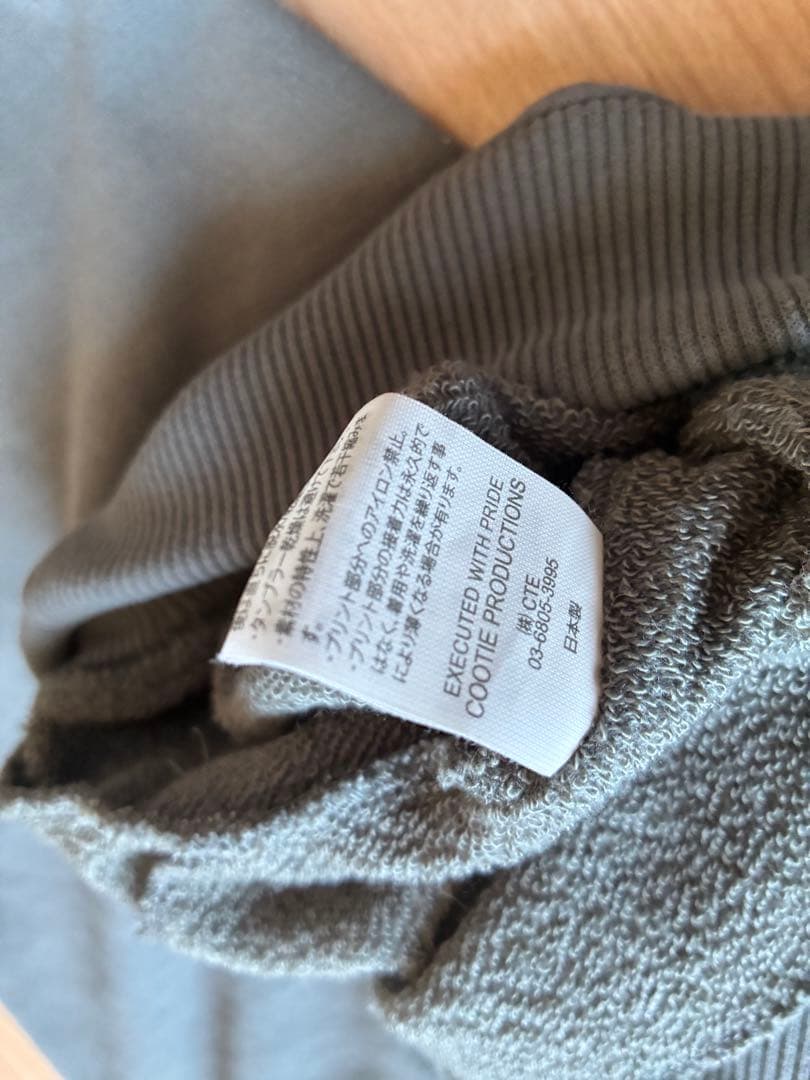 ・タンブラー乾燥は避けて
素材の特性上、洗濯で若干縮みま
す。
・プリント部分へのアイロン禁止。
・プリント部分の接着力は永久的で
はなく、着用や洗濯を繰り返す事
により薄くなる場合が有ります。
EXECUTED WITH PRIDE
COOTIE PRODUCTIONS
㈱ CTE
03-6805-3995
日本製